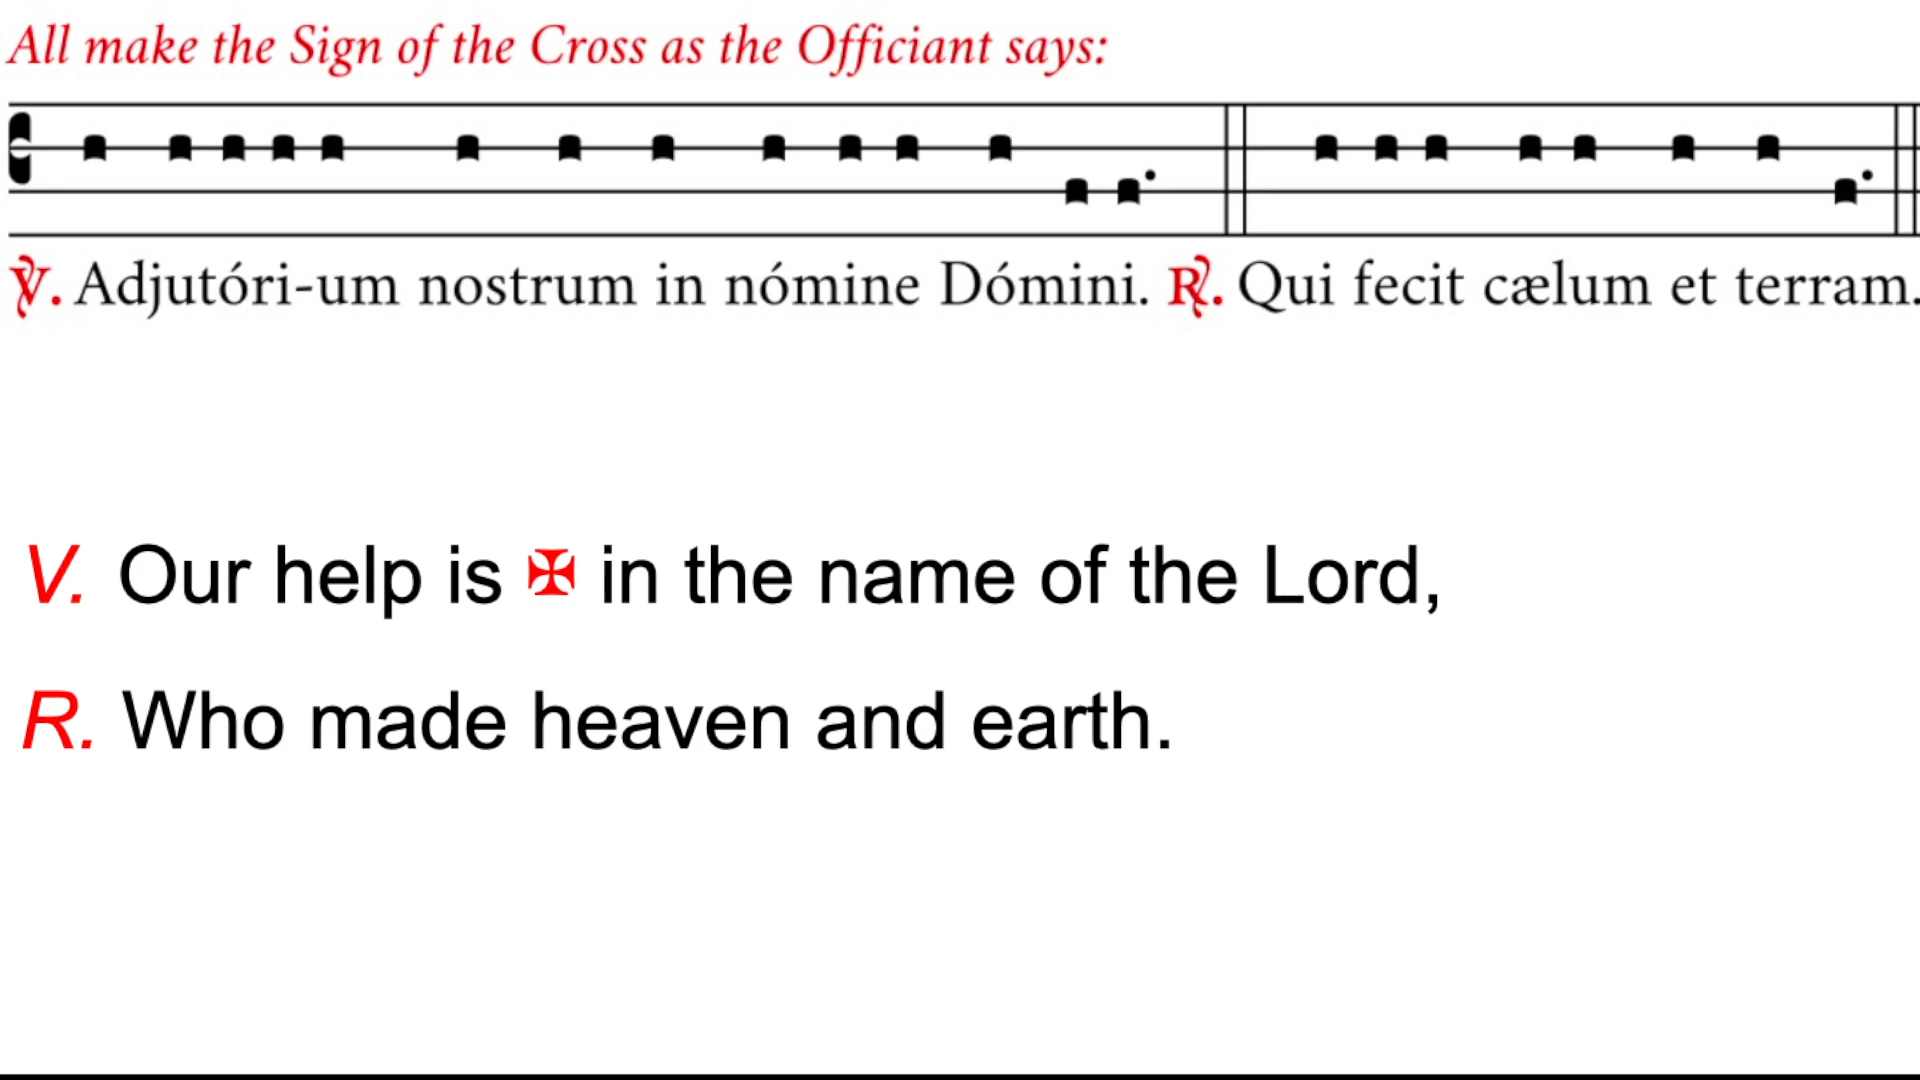 All make the Sign of the Cross as the Officiant says:
℣. Adjutóri-um nostrum in nómine Dómini. ℟. Qui fecit cælum et terram.
V. Our help is ✠ in the name of the Lord,
R. Who made heaven and earth.